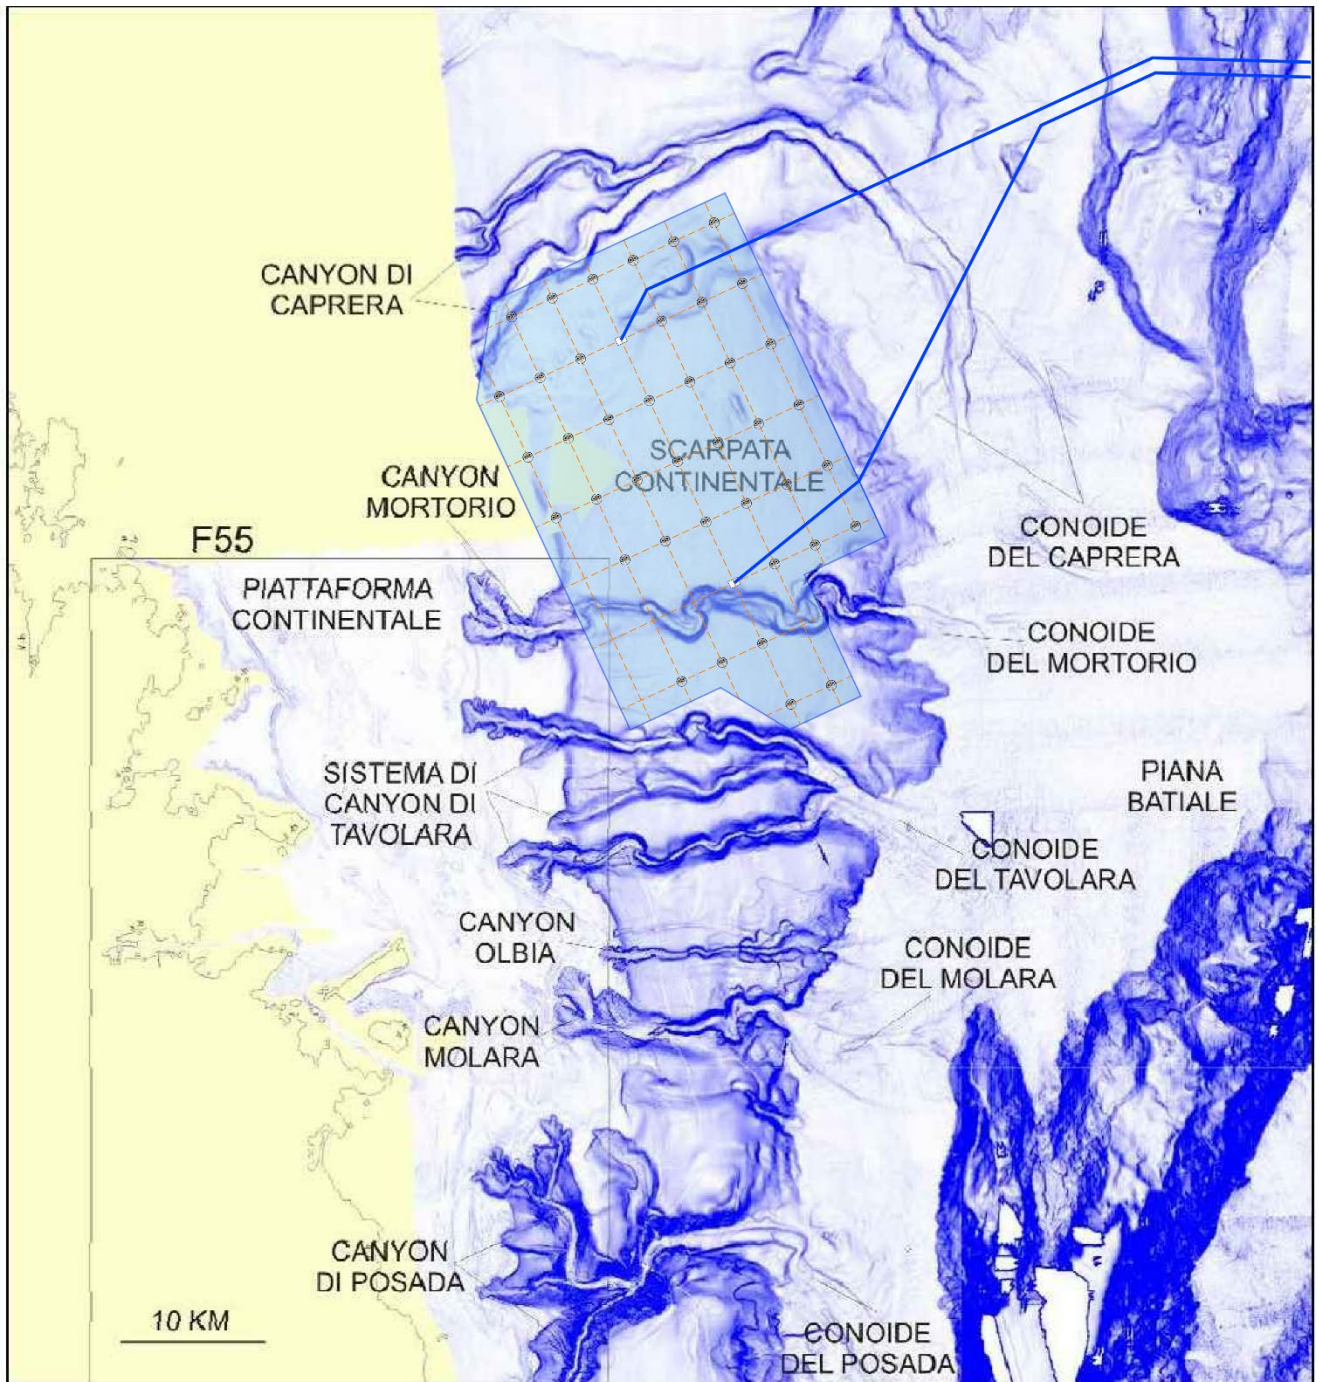 CANYON DI
CAPRERA
CANYON
MORTORIO
SCARPATA
CONTINENTALE
F55
PIATTAFORMA
CONTINENTALE
CONOIDE
DEL CAPRERA
CONOIDE
DEL MORTORIO
SISTEMA DI
CANYON DI
TAVOLARA
PIANA
BATIALE
CONOIDE
DEL TAVOLARA
CANYON
OLBIA
CONOIDE
DEL MOLARA
CANYON
MOLARA
CANYON
DI POSADA
10 KM
CONOIDE
DEL POSADA